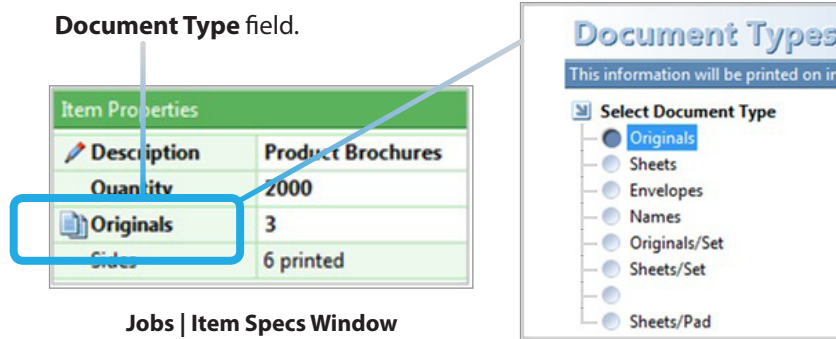 Document Type field.
Item Properties
Description Product Brochures
Quantity 2000
Originals 3
Sides 6 printed
Jobs | Item Specs Window
Document Types
This information will be printed on in
Select Document Type
Originals
Sheets
Envelopes
Names
Originals/Set
Sheets/Set
Sheets/Pad